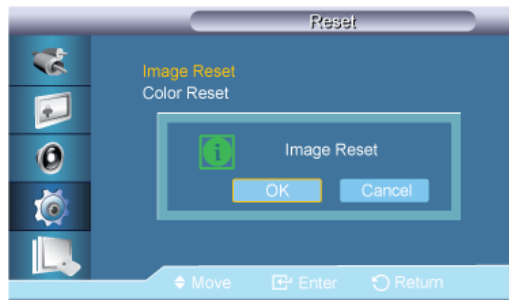 Reset
Image Reset
Color Reset
Image Reset
OK Cancel
Move Enter Return